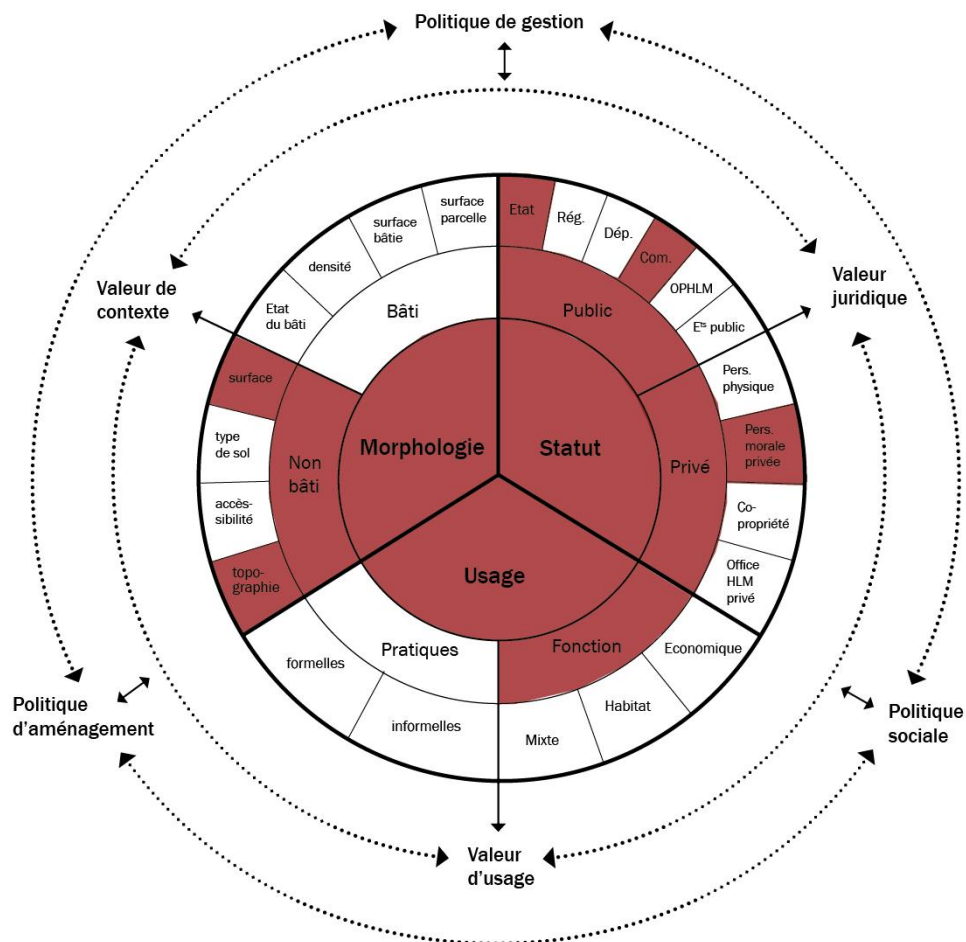 Politique de gestion
surface
parcelle
surface
bâtie
densité
Etat
du bâti
Etat
Rég.
Dép.
Com.
OPHLM
Ets public
Valeur de
contexte
Valeur
juridique
Bâti
Public
surface
type
de sol
accès-
sibilité
topo-
graphie
Non
bâti
Morphologie
Statut
Privé
Pers.
physique
Pers.
morale
privée
Co-
propriété
Office
HLM
privé
Usage
Pratiques
Fonction
formelles
informelles
Mixte
Habitat
Economique
Politique
d'aménagement
Politique
sociale
Valeur
d'usage